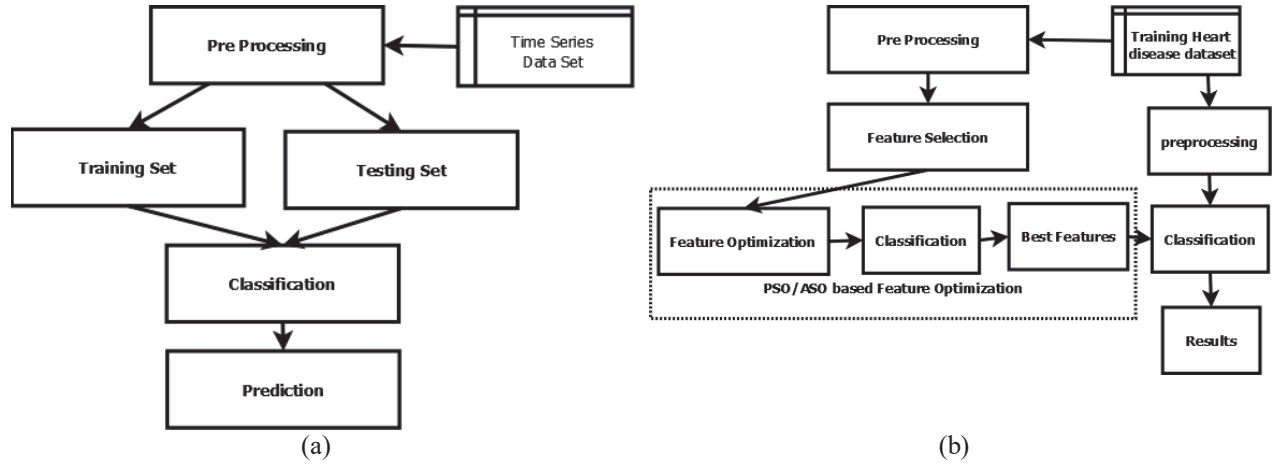 Pre Processing
Time Series
Data Set
Training Set
Testing Set
Classification
Prediction
(a)
Pre Processing
Training Heart
disease dataset
Feature Selection
preprocessing
Feature Optimization
Classification
Best Features
Classification
PSO/ASO based Feature Optimization
Results
(b)